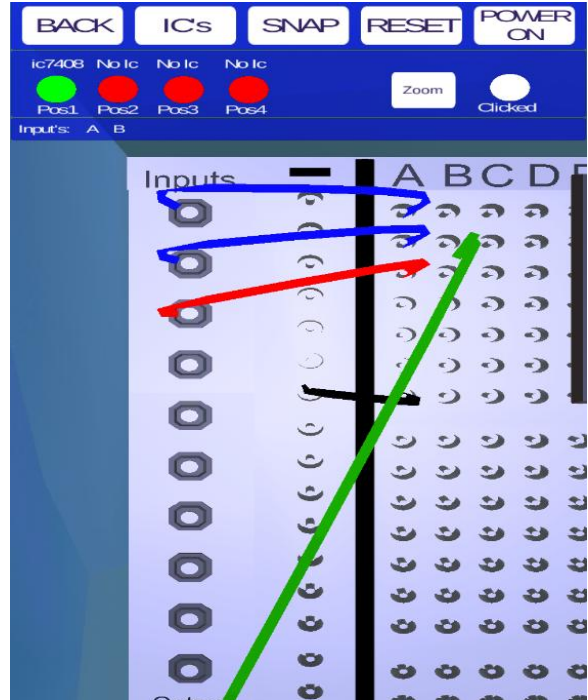 BACK IC's SNAP RESET POWER ON
ic7408 No Ic No Ic No Ic
Pos1 Pos2 Pos3 Pos4 Zoom Clicked
Input's: A B
Inputs A B C D